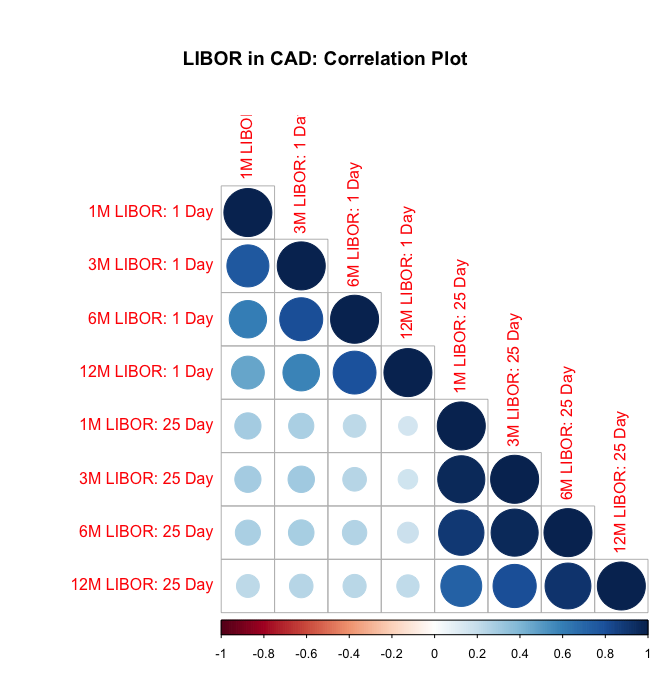 LIBOR in CAD: Correlation Plot
1M LIBOI
3M LIBOR: 1 Da
6M LIBOR: 1 Day
12M LIBOR: 1 Day
1M LIBOR: 25 Day
3M LIBOR: 25 Day
6M LIBOR: 25 Day
12M LIBOR: 25 Day
1M LIBOR: 1 Day
3M LIBOR: 1 Day
6M LIBOR: 1 Day
12M LIBOR: 1 Day
1M LIBOR: 25 Day
3M LIBOR: 25 Day
6M LIBOR: 25 Day
12M LIBOR: 25 Day
-1 -0.8 -0.6 -0.4 -0.2 0 0.2 0.4 0.6 0.8 1